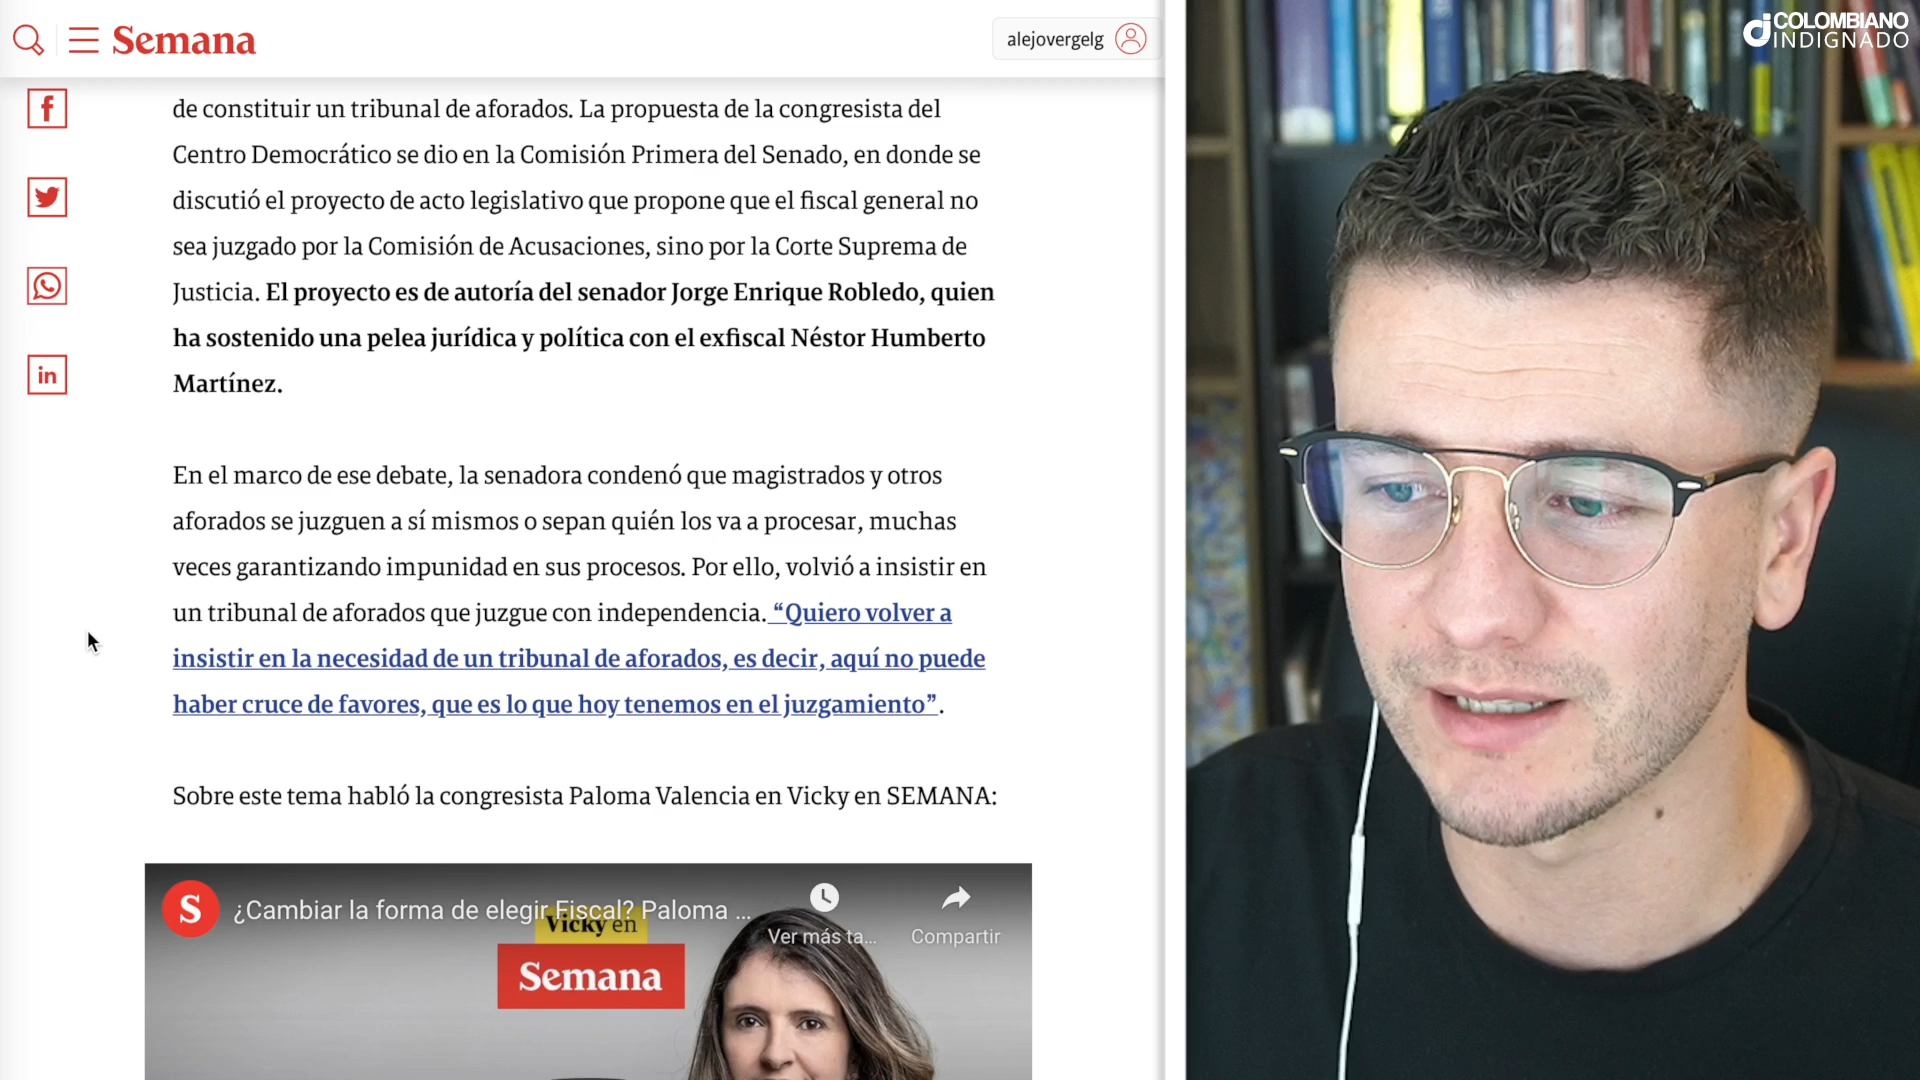 Semana
alejovergelg
COLOMBIANO
INDIGNADO
de constituir un tribunal de aforados. La propuesta de la congresista del
Centro Democrático se dio en la Comisión Primera del Senado, en donde se
discutió el proyecto de acto legislativo que propone que el fiscal general no
sea juzgado por la Comisión de Acusaciones, sino por la Corte Suprema de
Justicia. El proyecto es de autoría del senador Jorge Enrique Robledo, quien
ha sostenido una pelea jurídica y política con el exfiscal Néstor Humberto
Martínez.
En el marco de ese debate, la senadora condenó que magistrados y otros
aforados se juzguen a sí mismos o sepan quién los va a procesar, muchas
veces garantizando impunidad en sus procesos. Por ello, volvió a insistir en
un tribunal de aforados que juzgue con independencia. “Quiero volver a
insistir en la necesidad de un tribunal de aforados, es decir, aquí no puede
haber cruce de favores, que es lo que hoy tenemos en el juzgamiento”.
Sobre este tema habló la congresista Paloma Valencia en Vicky en SEMANA:
S
¿Cambiar la forma de elegir Fiscal? Paloma ...
Ver más ta...
Compartir
Vicky en
Semana